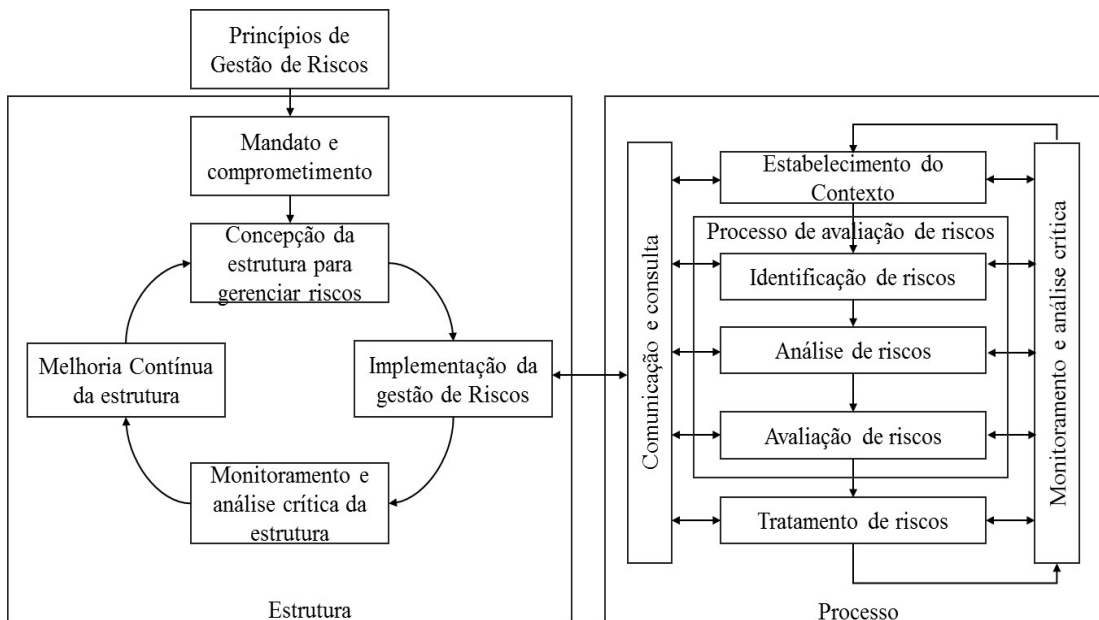 Princípios de
Gestão de Riscos
Mandato e
comprometimento
Concepção da
estrutura para
gerenciar riscos
Melhoria Contínua
da estrutura
Implementação da
gestão de Riscos
Monitoramento e
análise crítica da
estrutura
Estrutura
Comunicação e consulta
Estabelecimento do
Contexto
Processo de avaliação de riscos
Identificação de riscos
Análise de riscos
Avaliação de riscos
Tratamento de riscos
Monitoramento e análise crítica
Processo